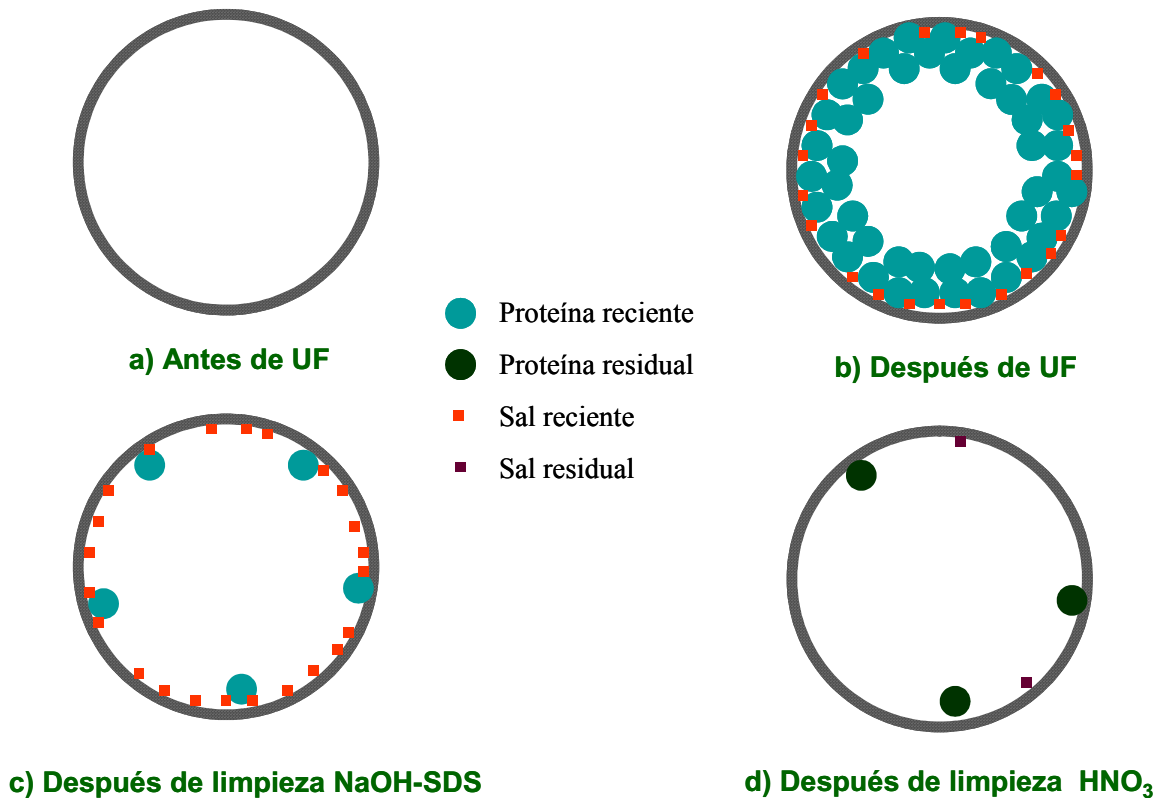 a) Antes de UF
b) Después de UF
Proteína reciente
Proteína residual
Sal reciente
Sal residual
c) Después de limpieza NaOH-SDS
d) Después de limpieza HNO₃